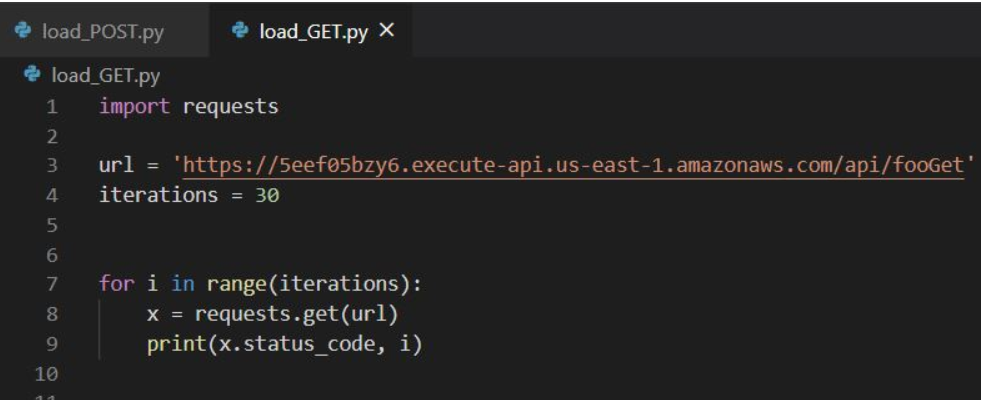 load_POST.py load_GET.py ✕
load_GET.py
1 import requests
2
3 url = 'https://5eef05bzy6.execute-api.us-east-1.amazonaws.com/api/fooGet'
4 iterations = 30
5
6
7 for i in range(iterations):
8     x = requests.get(url)
9     print(x.status_code, i)
10
11